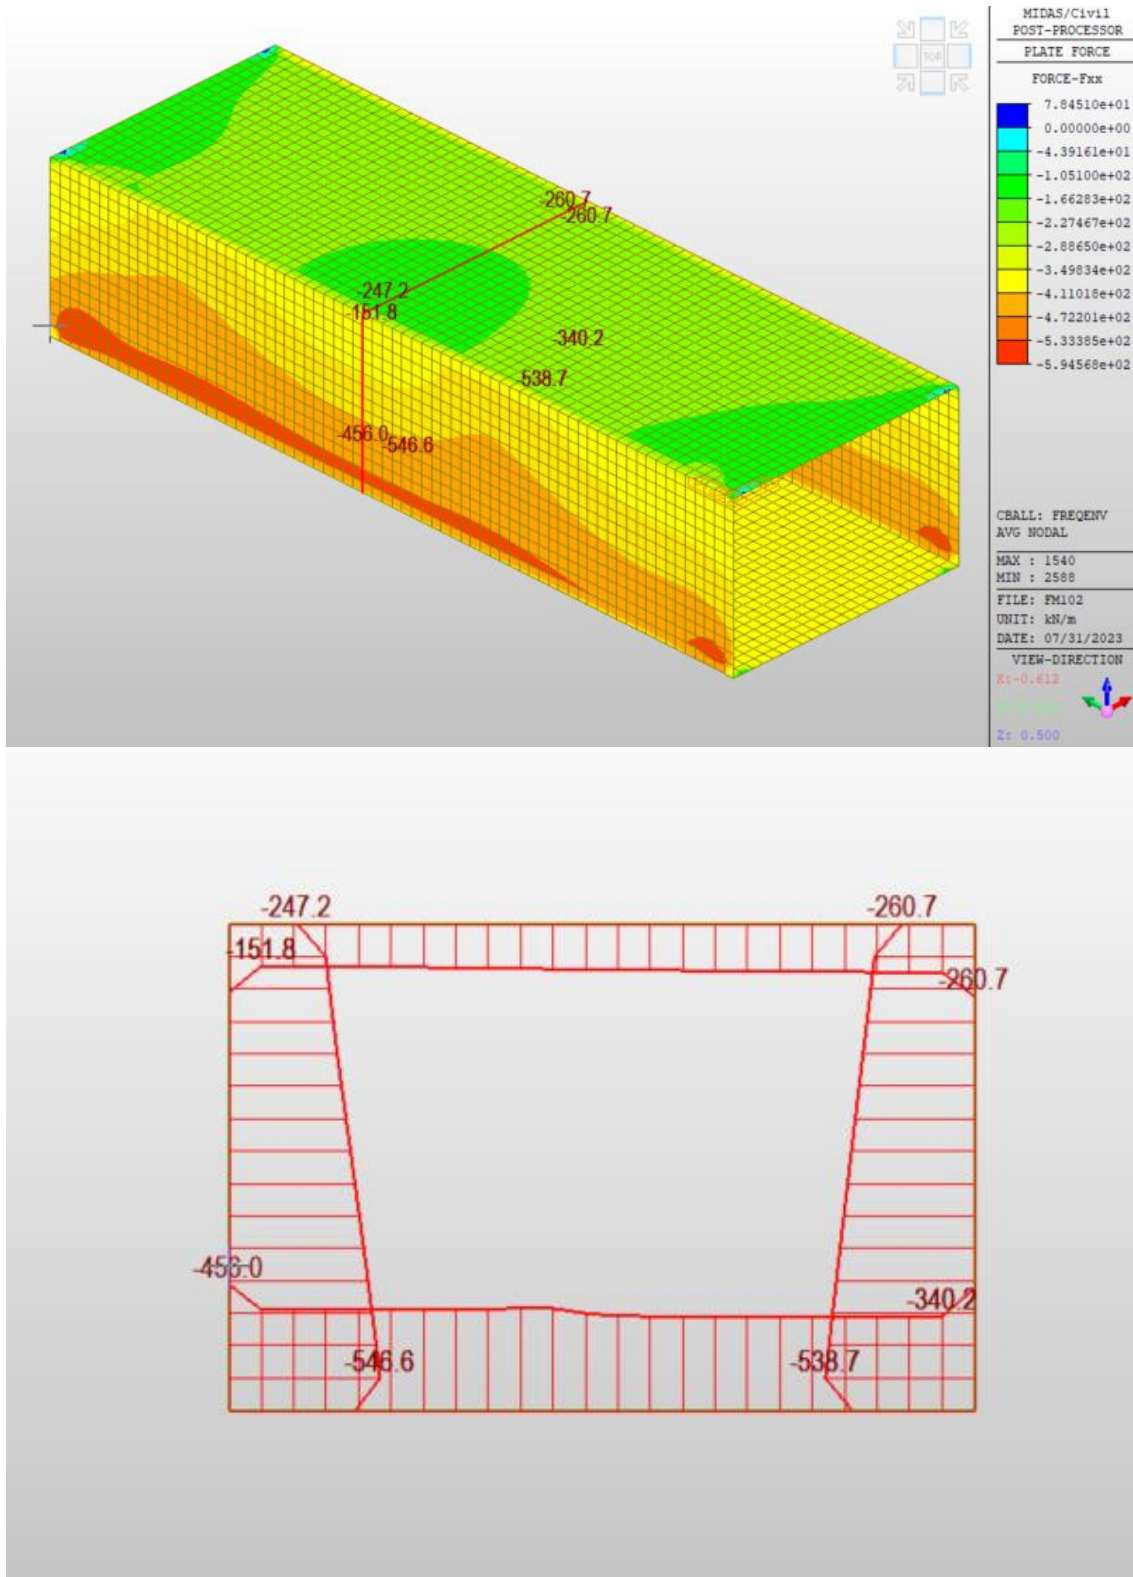 MIDAS/Civil
POST-PROCESSOR
PLATE FORCE
FORCE-Fxx
7.84510e+01
0.00000e+00
-4.39161e+01
-1.05100e+02
-1.66283e+02
-2.27467e+02
-2.88650e+02
-3.49834e+02
-4.11018e+02
-4.72201e+02
-5.33385e+02
-5.94568e+02
CBALL: FREQENV
AVG NODAL
MAX : 1540
MIN : 2588
FILE: FM102
UNIT: kN/m
DATE: 07/31/2023
VIEW-DIRECTION
X:-0.612
Z: 0.500
TOP
-260.7
-260.7
-247.2
-151.8
-340.2
-538.7
-456.0
-546.6
-247.2
-260.7
-151.8
-260.7
-456.0
-340.2
-546.6
-538.7